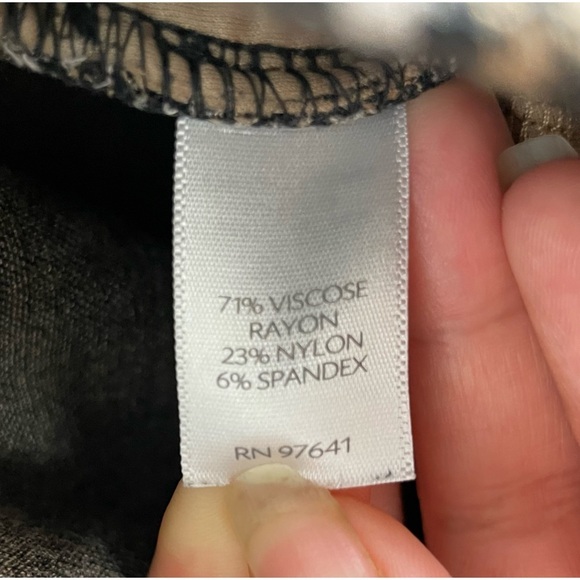 71% VISCOSE
RAYON
23% NYLON
6% SPANDEX
RN 97641